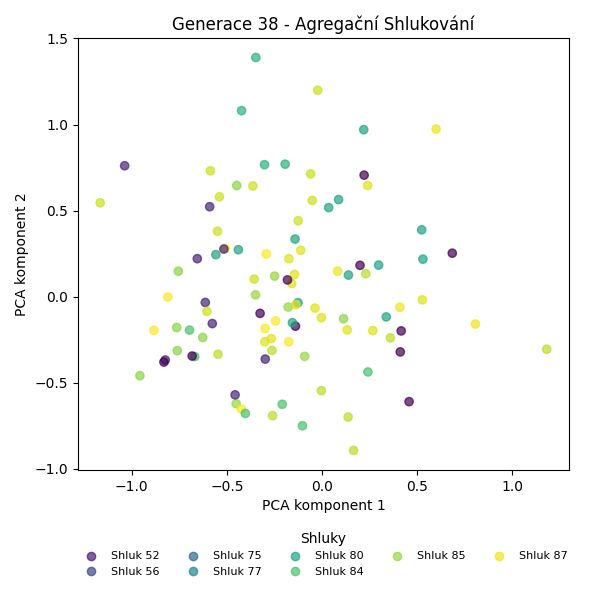 Generace 38 - Agregační Shlukování
1.5
1.0
0.5
0.0
−0.5
−1.0
PCA komponent 2
−1.0 −0.5 0.0 0.5 1.0
PCA komponent 1
Shluky
Shluk 52 Shluk 75 Shluk 80 Shluk 85 Shluk 87
Shluk 56 Shluk 77 Shluk 84